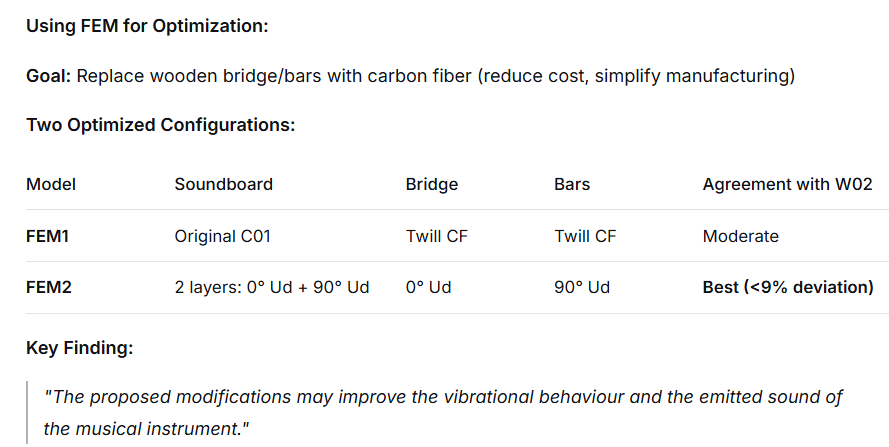 Using FEM for Optimization:
Goal: Replace wooden bridge/bars with carbon fiber (reduce cost, simplify manufacturing)
Two Optimized Configurations:
Model Soundboard Bridge Bars Agreement with W02
FEM1 Original C01 Twill CF Twill CF Moderate
FEM2 2 layers: 0° Ud + 90° Ud 0° Ud 90° Ud Best (<9% deviation)
Key Finding:
"The proposed modifications may improve the vibrational behaviour and the emitted sound of
the musical instrument."